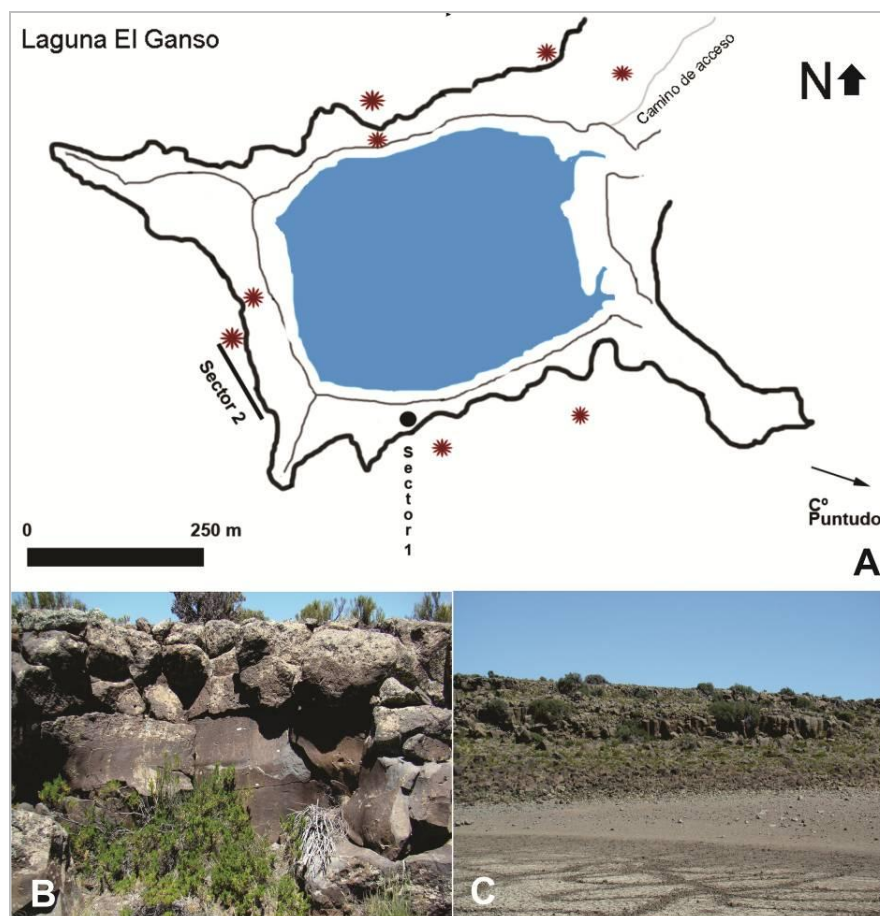 Laguna El Ganso
Camino de acceso
N
Sector 2
Sector 1
0 250 m
Cº
Puntudo
A
B
C